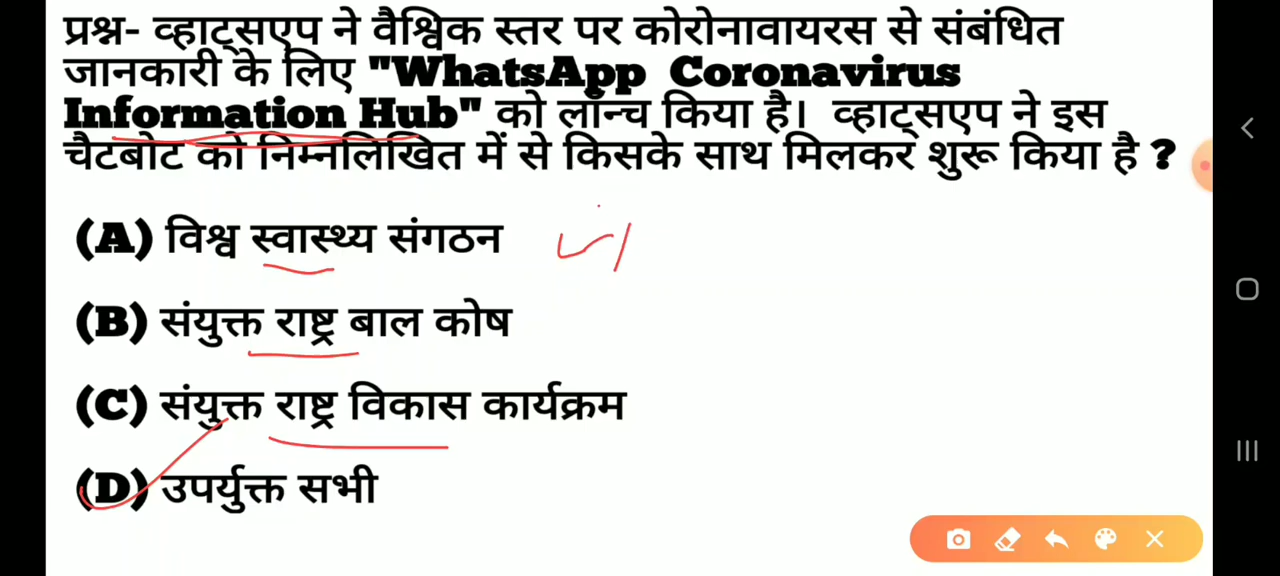 प्रश्न- व्हाट्सएप ने वैश्विक स्तर पर कोरोनावायरस से संबंधित
जानकारी के लिए "WhatsApp Coronavirus
Information Hub" को लॉन्च किया है। व्हाट्सएप ने इस
चैटबोट को निम्नलिखित में से किसके साथ मिलकर शुरू किया है ?
(A) विश्व स्वास्थ्य संगठन
(B) संयुक्त राष्ट्र बाल कोष
(C) संयुक्त राष्ट्र विकास कार्यक्रम
(D) उपर्युक्त सभी